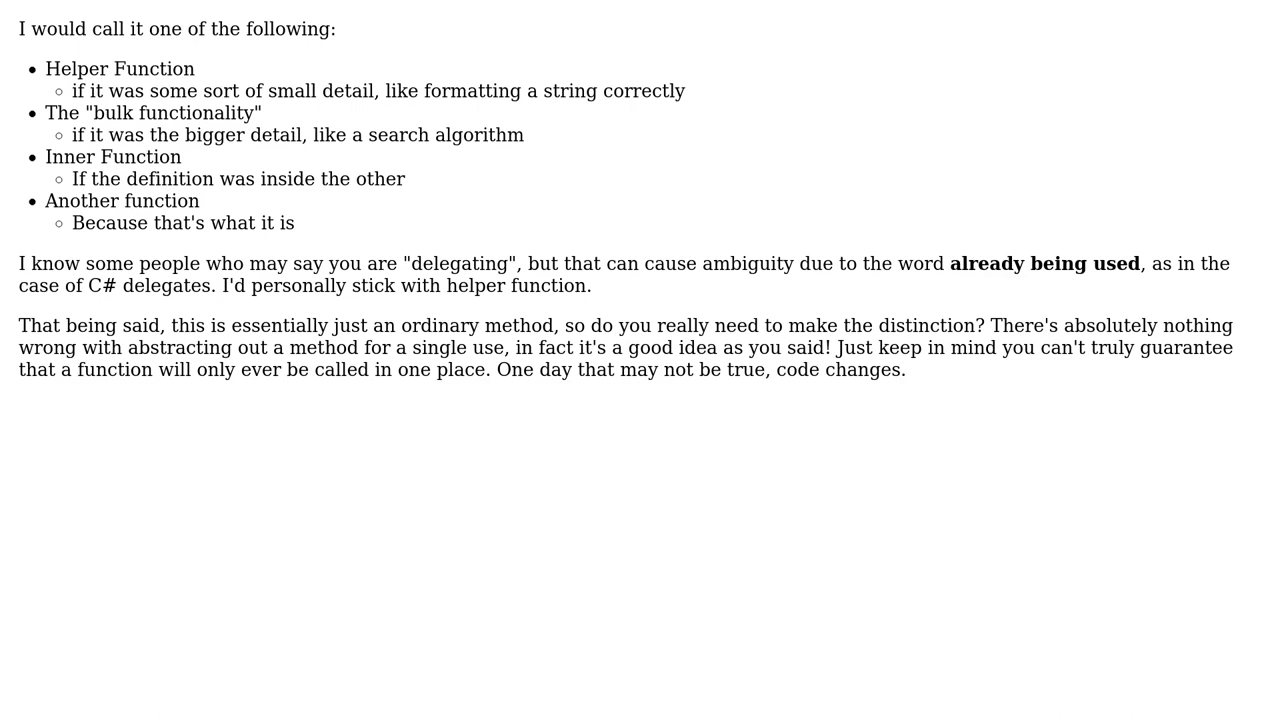 I would call it one of the following:
Helper Function
if it was some sort of small detail, like formatting a string correctly
The "bulk functionality"
if it was the bigger detail, like a search algorithm
Inner Function
If the definition was inside the other
Another function
Because that's what it is
I know some people who may say you are "delegating", but that can cause ambiguity due to the word already being used, as in the
case of C# delegates. I'd personally stick with helper function.
That being said, this is essentially just an ordinary method, so do you really need to make the distinction? There's absolutely nothing
wrong with abstracting out a method for a single use, in fact it's a good idea as you said! Just keep in mind you can't truly guarantee
that a function will only ever be called in one place. One day that may not be true, code changes.